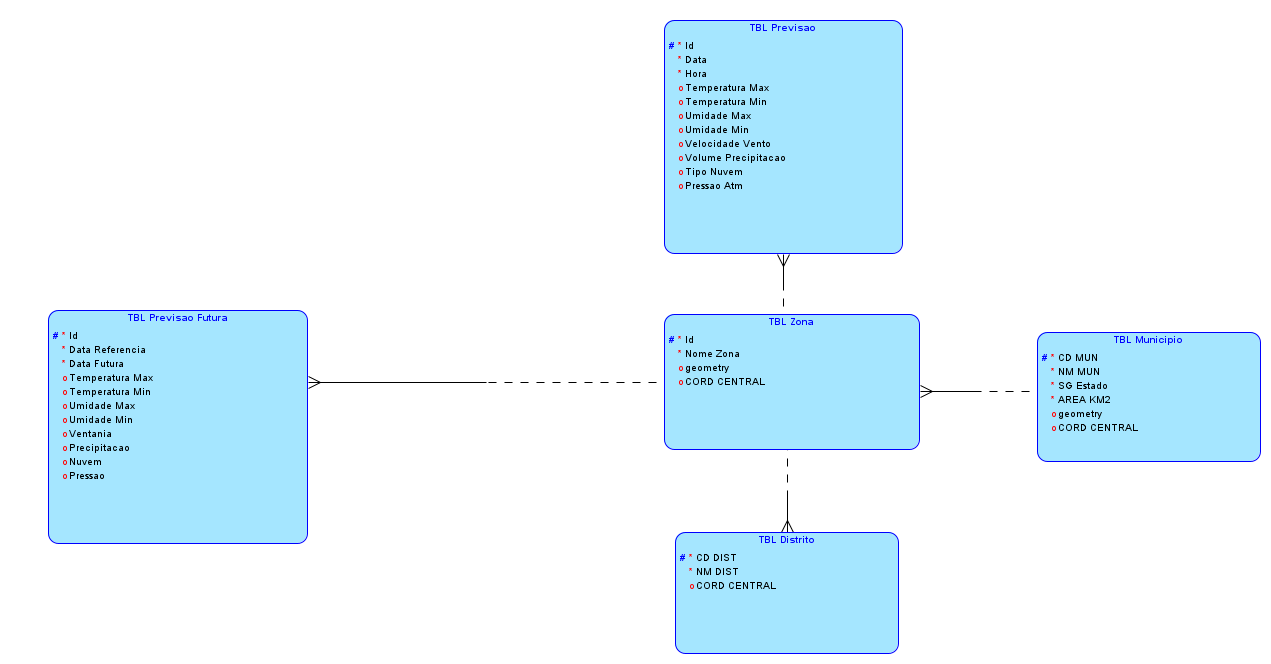 TBL Previsao
# * Id
* Data
* Hora
o Temperatura Max
o Temperatura Min
o Umidade Max
o Umidade Min
o Velocidade Vento
o Volume Precipitacao
o Tipo Nuvem
o Pressao Atm
TBL Previsao Futura
# * Id
* Data Referencia
* Data Futura
o Temperatura Max
o Temperatura Min
o Umidade Max
o Umidade Min
o Ventania
o Precipitacao
o Nuvem
o Pressao
TBL Zona
# * Id
* Nome Zona
o geometry
o CORD CENTRAL
TBL Municipio
# * CD MUN
* NM MUN
* SG Estado
* AREA KM2
o geometry
o CORD CENTRAL
TBL Distrito
# * CD DIST
* NM DIST
o CORD CENTRAL